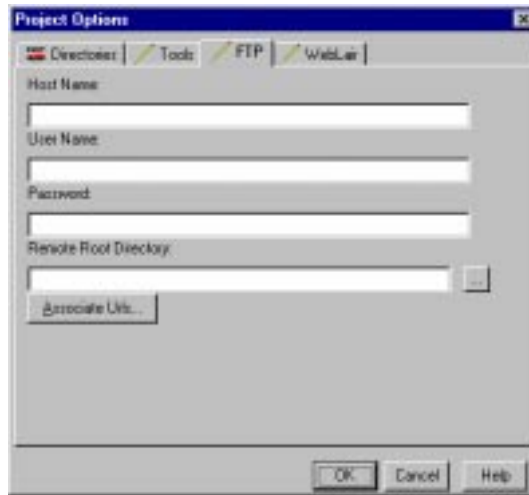 Project Options
Directories Tools FTP WebLair
Host Name:
User Name:
Password:
Remote Root Directory:
...
Associate Urls...
OK Cancel Help